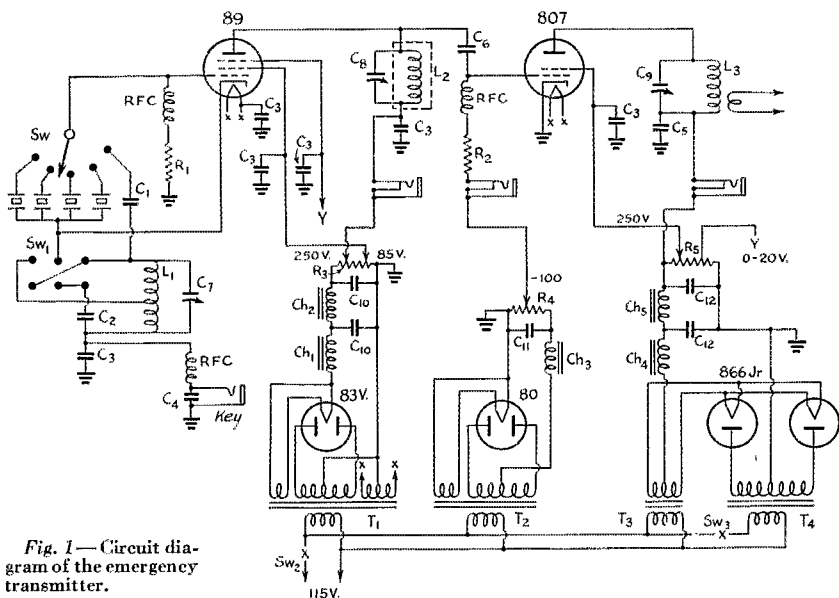 89
807
C6
C8
L2
C9
L3
RFC
C3
RFC
C3
C5
Sw
R1
C3
C3
C3
R2
C1
Y
Sw1
250V.
85V.
250V.
R5
Y
0-20V.
L1
C7
R3
-100
R4
C10
C12
Ch2
Ch5
C2
C10
C11
C12
C3
RFC
Ch1
Ch3
Ch4
C4
Key
83V.
80
866Jr
x x
x x
x x
T1
T2
T3
Sw3
x
T4
x
Sw2
115V.
Fig. 1—Circuit dia-
gram of the emergency
transmitter.